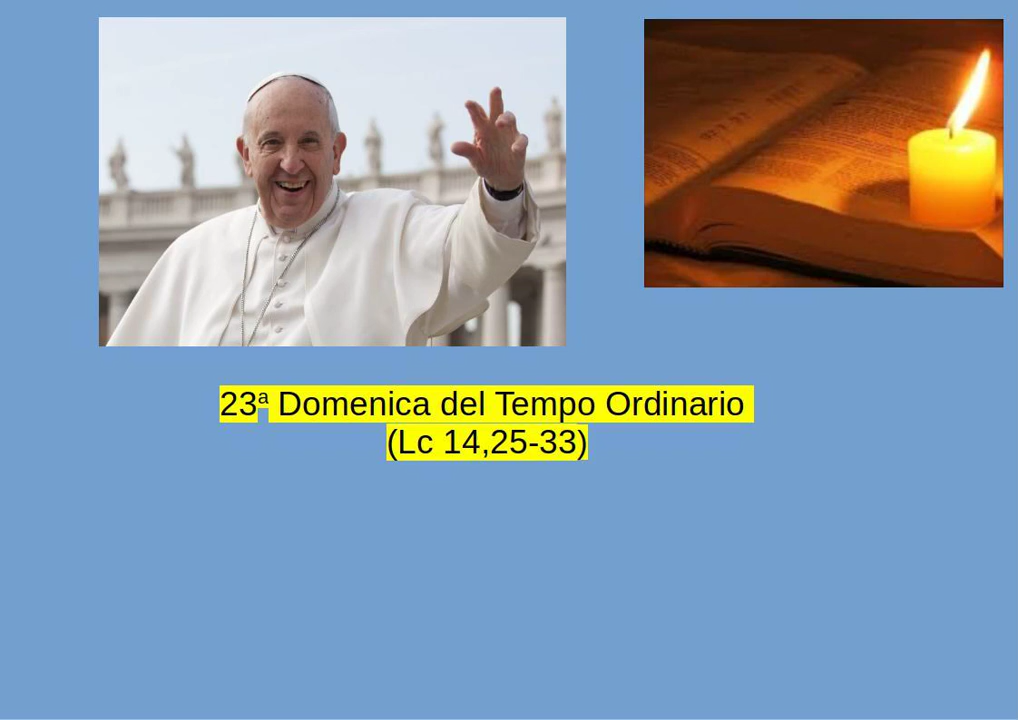 23ª Domenica del Tempo Ordinario
(Lc 14,25-33)